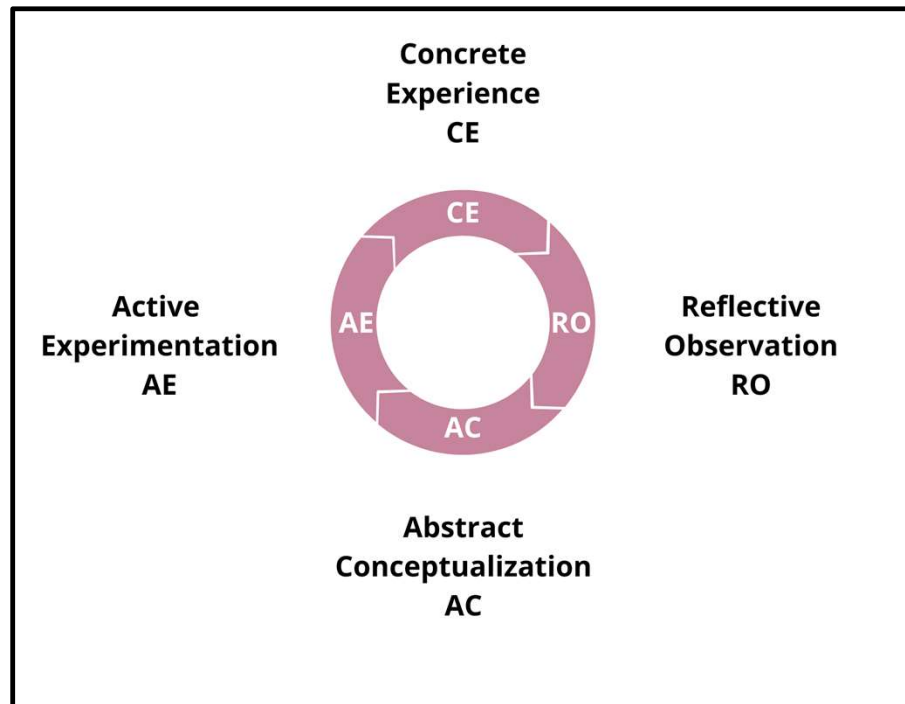 Concrete
Experience
CE
CE
Active
Experimentation
AE
AE
RO
Reflective
Observation
RO
AC
Abstract
Conceptualization
AC